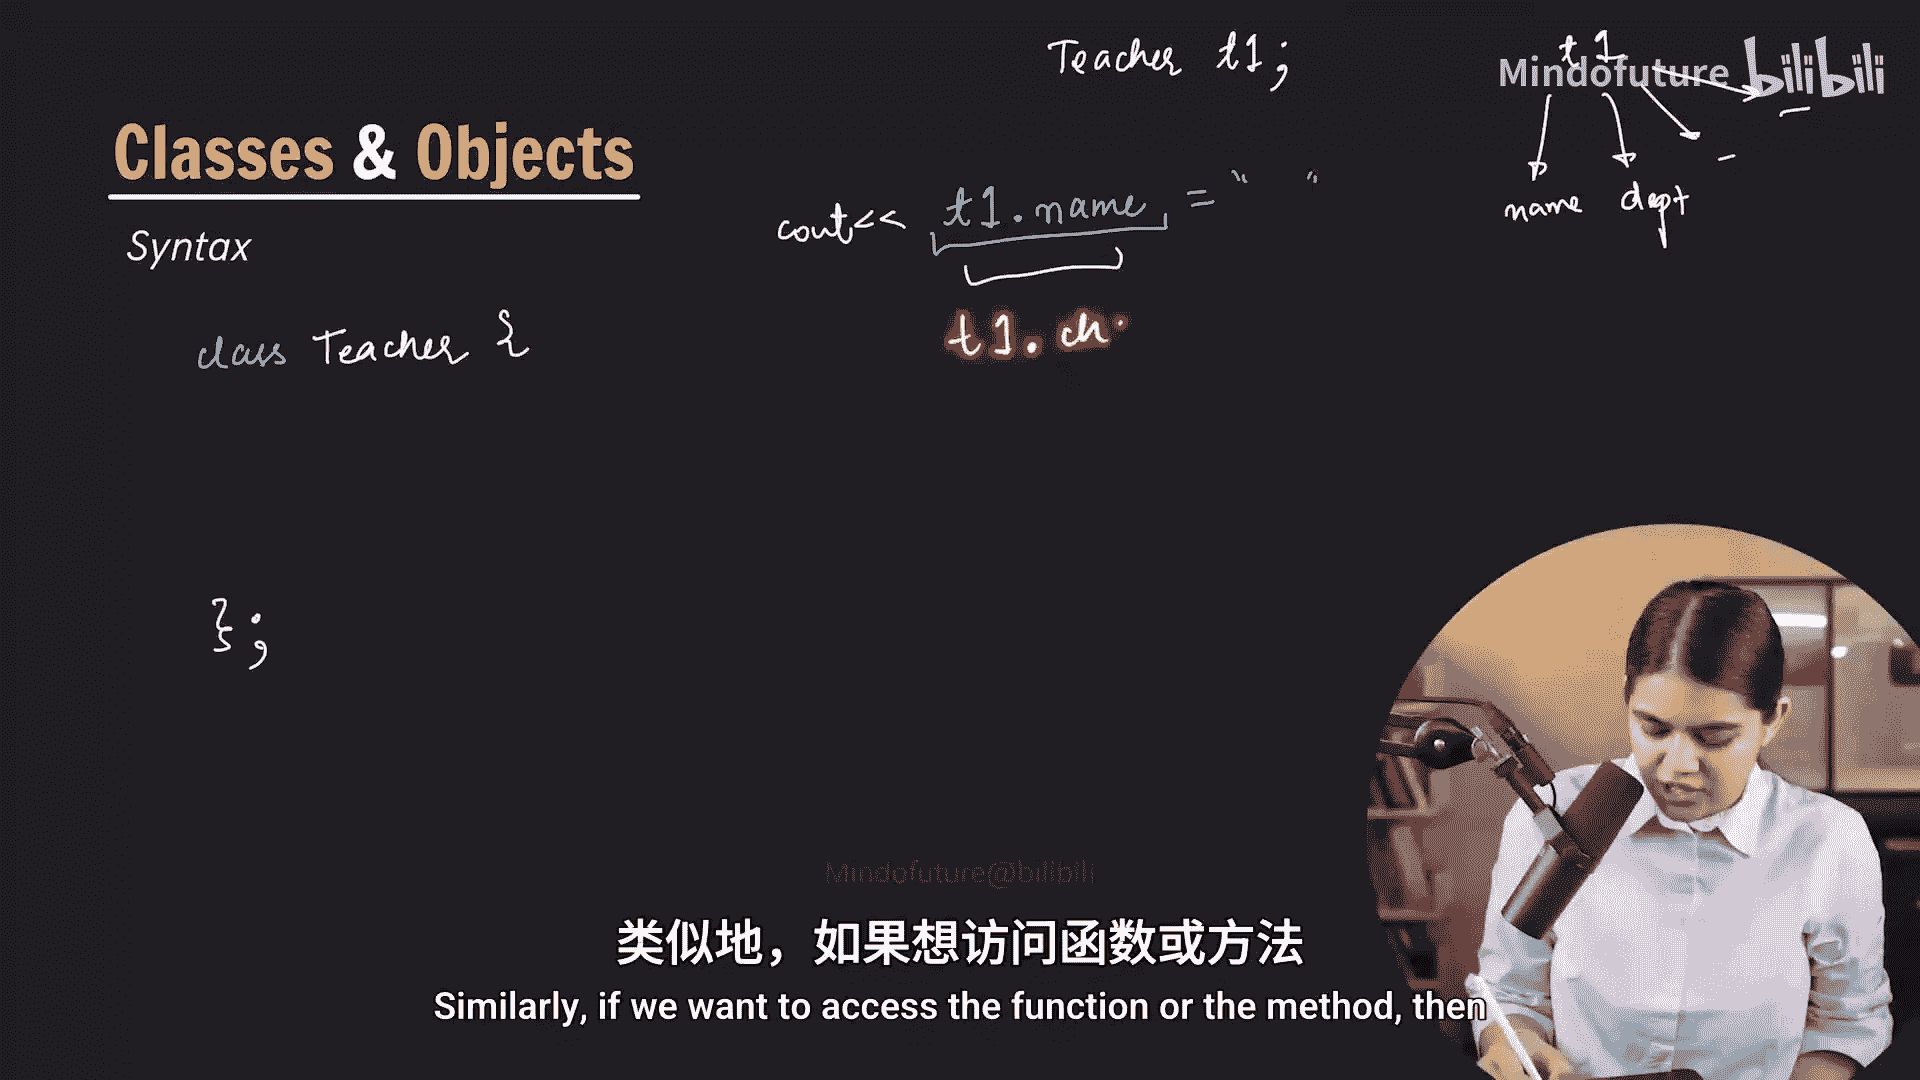 Teacher t1;
t1
Mindofuture bilibili
Classes & Objects
name dept
cout<< t1.name = " "
Syntax
class Teacher {
t1.ch
};
Mindofuture@bilibili
类似地，如果想访问函数或方法
Similarly, if we want to access the function or the method, then